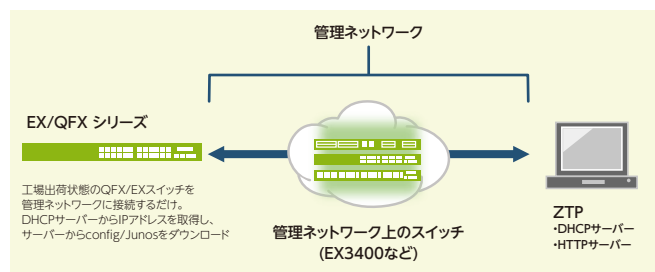 管理ネットワーク
EX/QFX シリーズ
工場出荷状態のQFX/EXスイッチを
管理ネットワークに接続するだけ。
DHCPサーバーからIPアドレスを取得し、
サーバーからconfig/Junosをダウンロード
管理ネットワーク上のスイッチ
(EX3400など)
ZTP
・DHCPサーバー
・HTTPサーバー